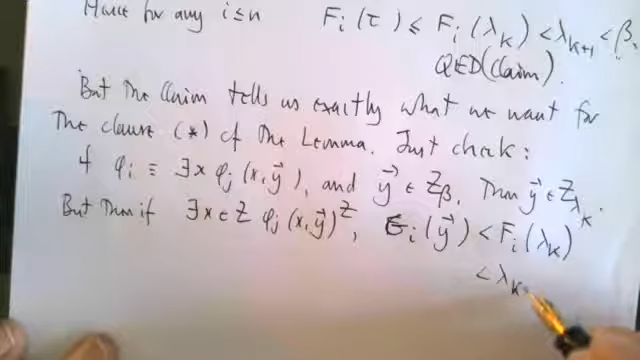 Hence for any i ≤ n F_i(τ) ≤ F_i(λ_k) < λ_{k+1} < β.
QED (Claim).
But the Claim tells us exactly what we want for
the clause (*) of the Lemma. Just check:
if φ_i ≡ ∃x φ_j(x, y⃗), and y⃗ ∈ Z_β, Then y⃗ ∈ Z_{λ_k}.
But then if ∃x ∈ Z φ_j(x, y⃗)^Z, G_i(y⃗) < F_i(λ_k)
< λ_k